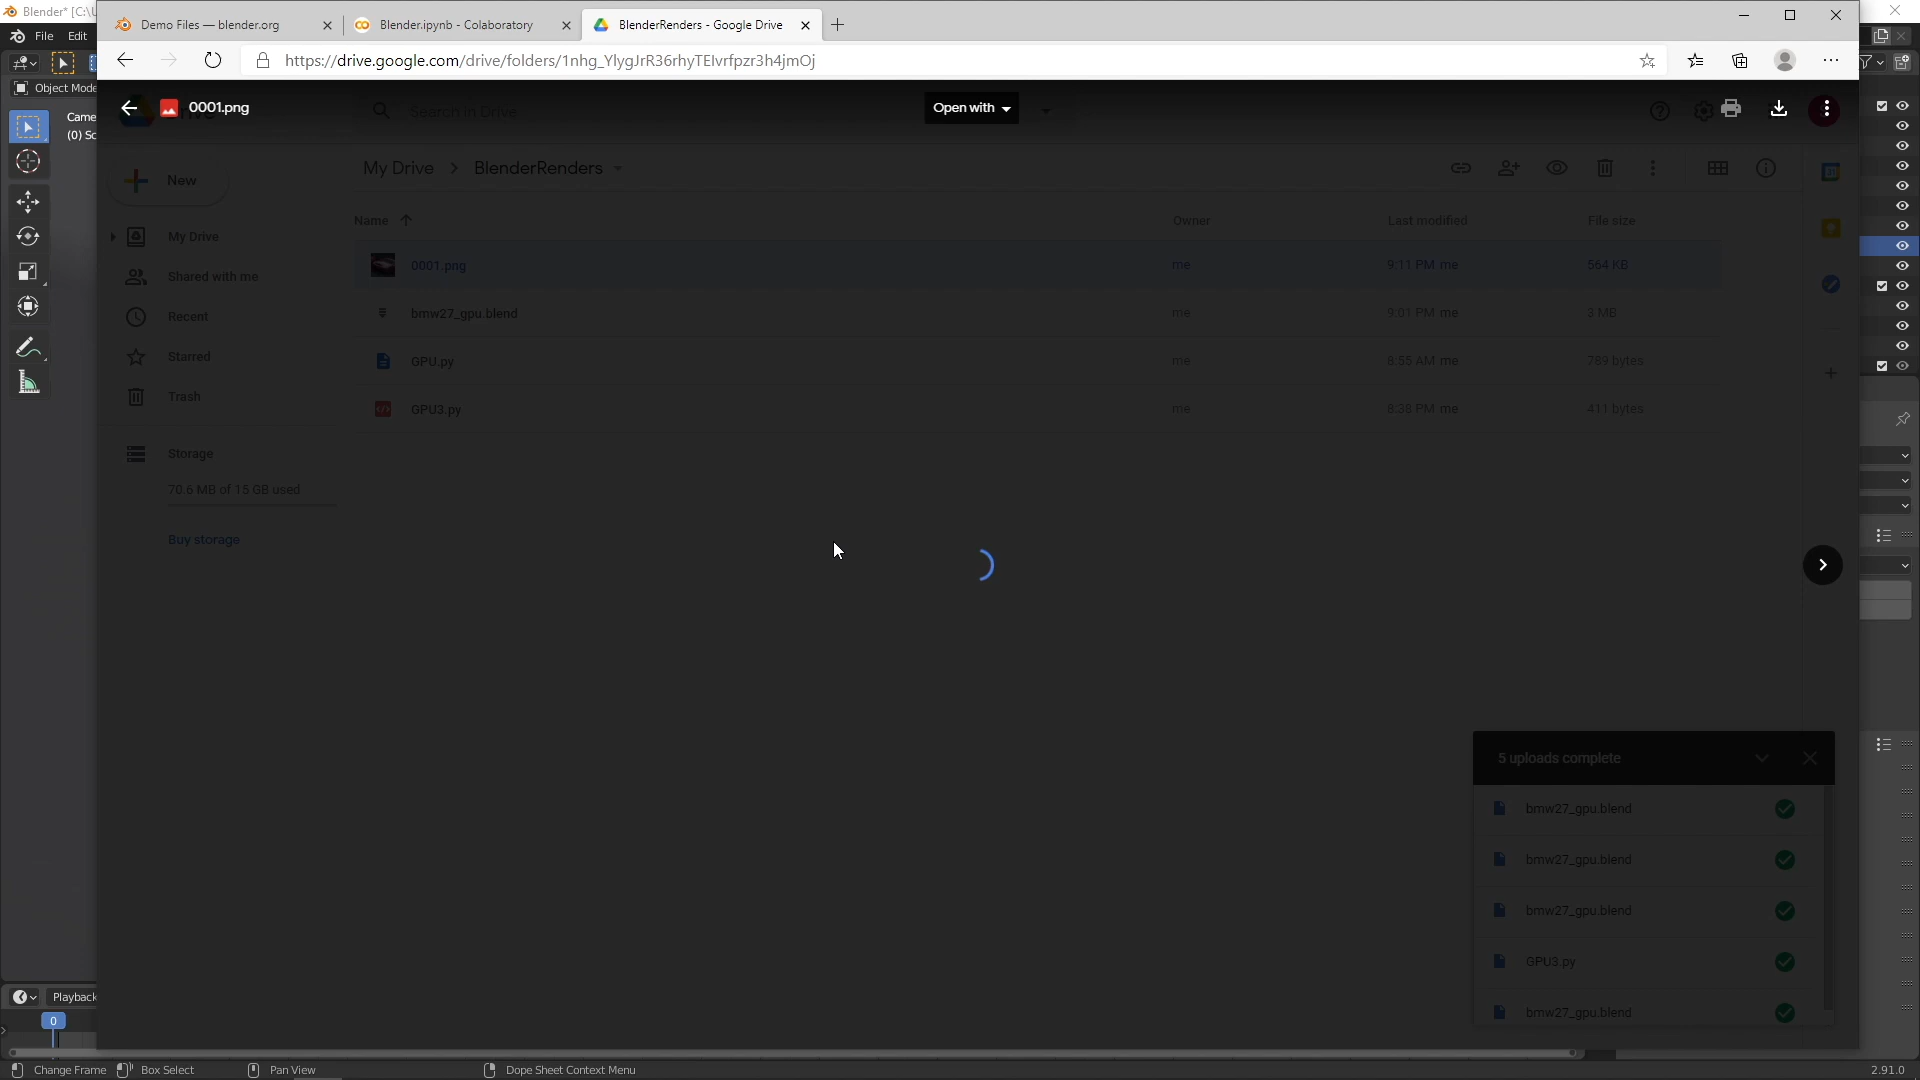 Blender* [C:\U
Demo Files — blender.org
Blender.ipynb - Colaboratory
BlenderRenders - Google Drive
File Edit
https://drive.google.com/drive/folders/1nhg_YlygJrR36rhyTElvrfpzr3h4jmOj
Object Mode
0001.png
Search in Drive
Open with
Came
(0) Sc
My Drive
BlenderRenders
New
Name
Owner
Last modified
File size
My Drive
Shared with me
Recent
Starred
Trash
Storage
70.6 MB of 15 GB used
Buy storage
0001.png me 9:11 PM me 564 KB
bmw27_gpu.blend me 9:01 PM me 3 MB
GPU.py me 8:55 AM me 789 bytes
GPU3.py me 8:38 PM me 411 bytes
5 uploads complete
bmw27_gpu.blend
bmw27_gpu.blend
bmw27_gpu.blend
GPU3.py
bmw27_gpu.blend
Playback
0
Change Frame
Box Select
Pan View
Dope Sheet Context Menu
2.91.0